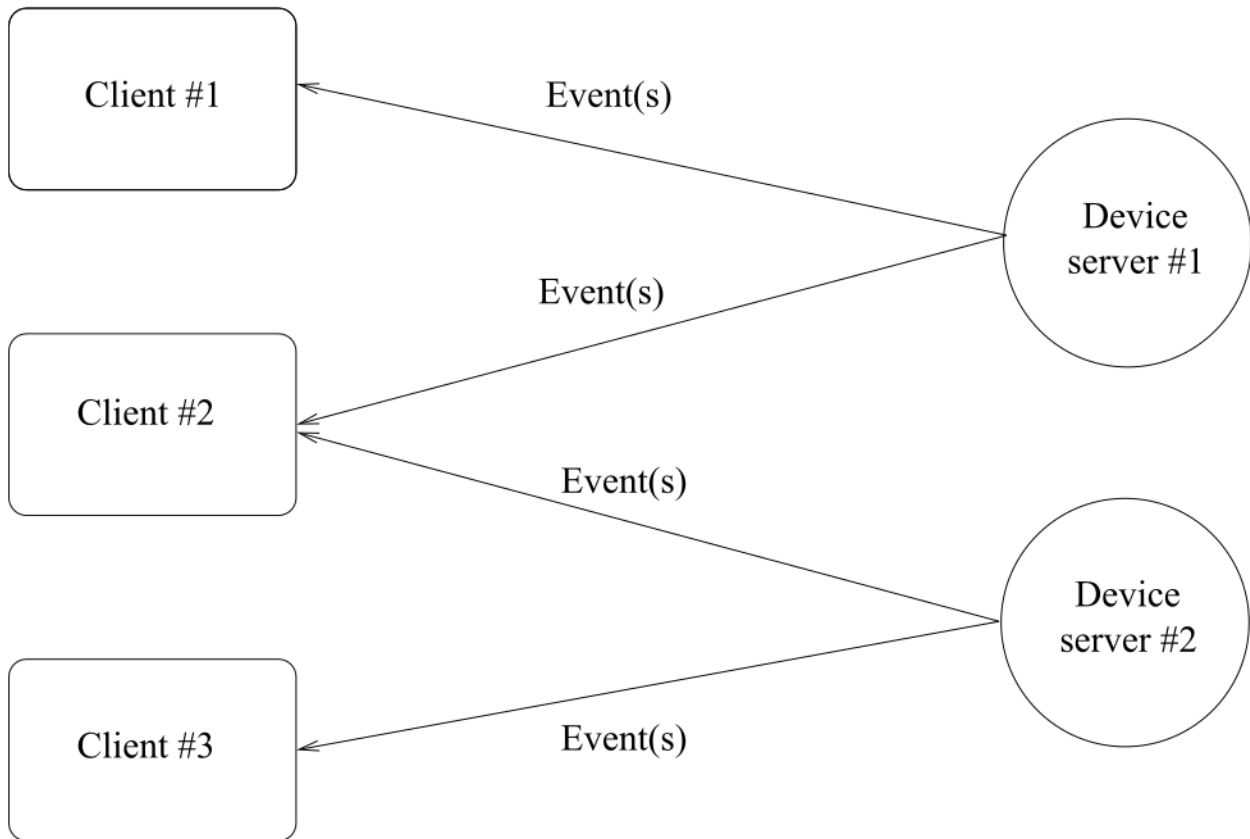 Client #1
Event(s)
Device
server #1
Event(s)
Client #2
Event(s)
Device
server #2
Client #3
Event(s)